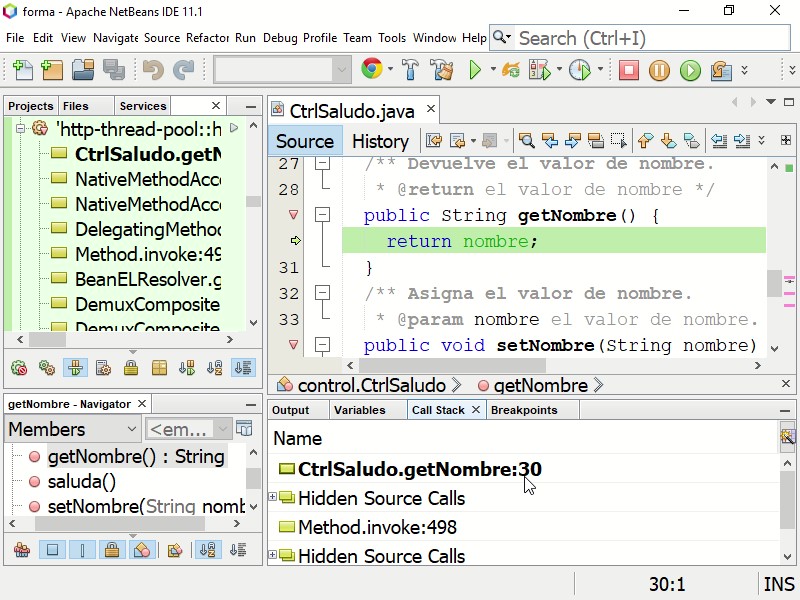 forma - Apache NetBeans IDE 11.1
File Edit View Navigate Source Refactor Run Debug Profile Team Tools Window Help Search (Ctrl+I)
Projects Files Services
'http-thread-pool::h
CtrlSaludo.getN
NativeMethodAcc
NativeMethodAcc
DelegatingMethod
Method.invoke:49
BeanELResolver.g
DemuxComposite
DemuxComposite
CtrlSaludo.java
Source History
27 /** Devuelve el valor de nombre.
28 * @return el valor de nombre */
public String getNombre() {
return nombre;
31 }
32 /** Asigna el valor de nombre.
33 * @param nombre el valor de nombre.
public void setNombre(String nombre)
control.CtrlSaludo getNombre
getNombre - Navigator
Members <em...
getNombre() : String
saluda()
setNombre(String nomb
Output Variables Call Stack Breakpoints
Name
CtrlSaludo.getNombre:30
Hidden Source Calls
Method.invoke:498
Hidden Source Calls
30:1 INS